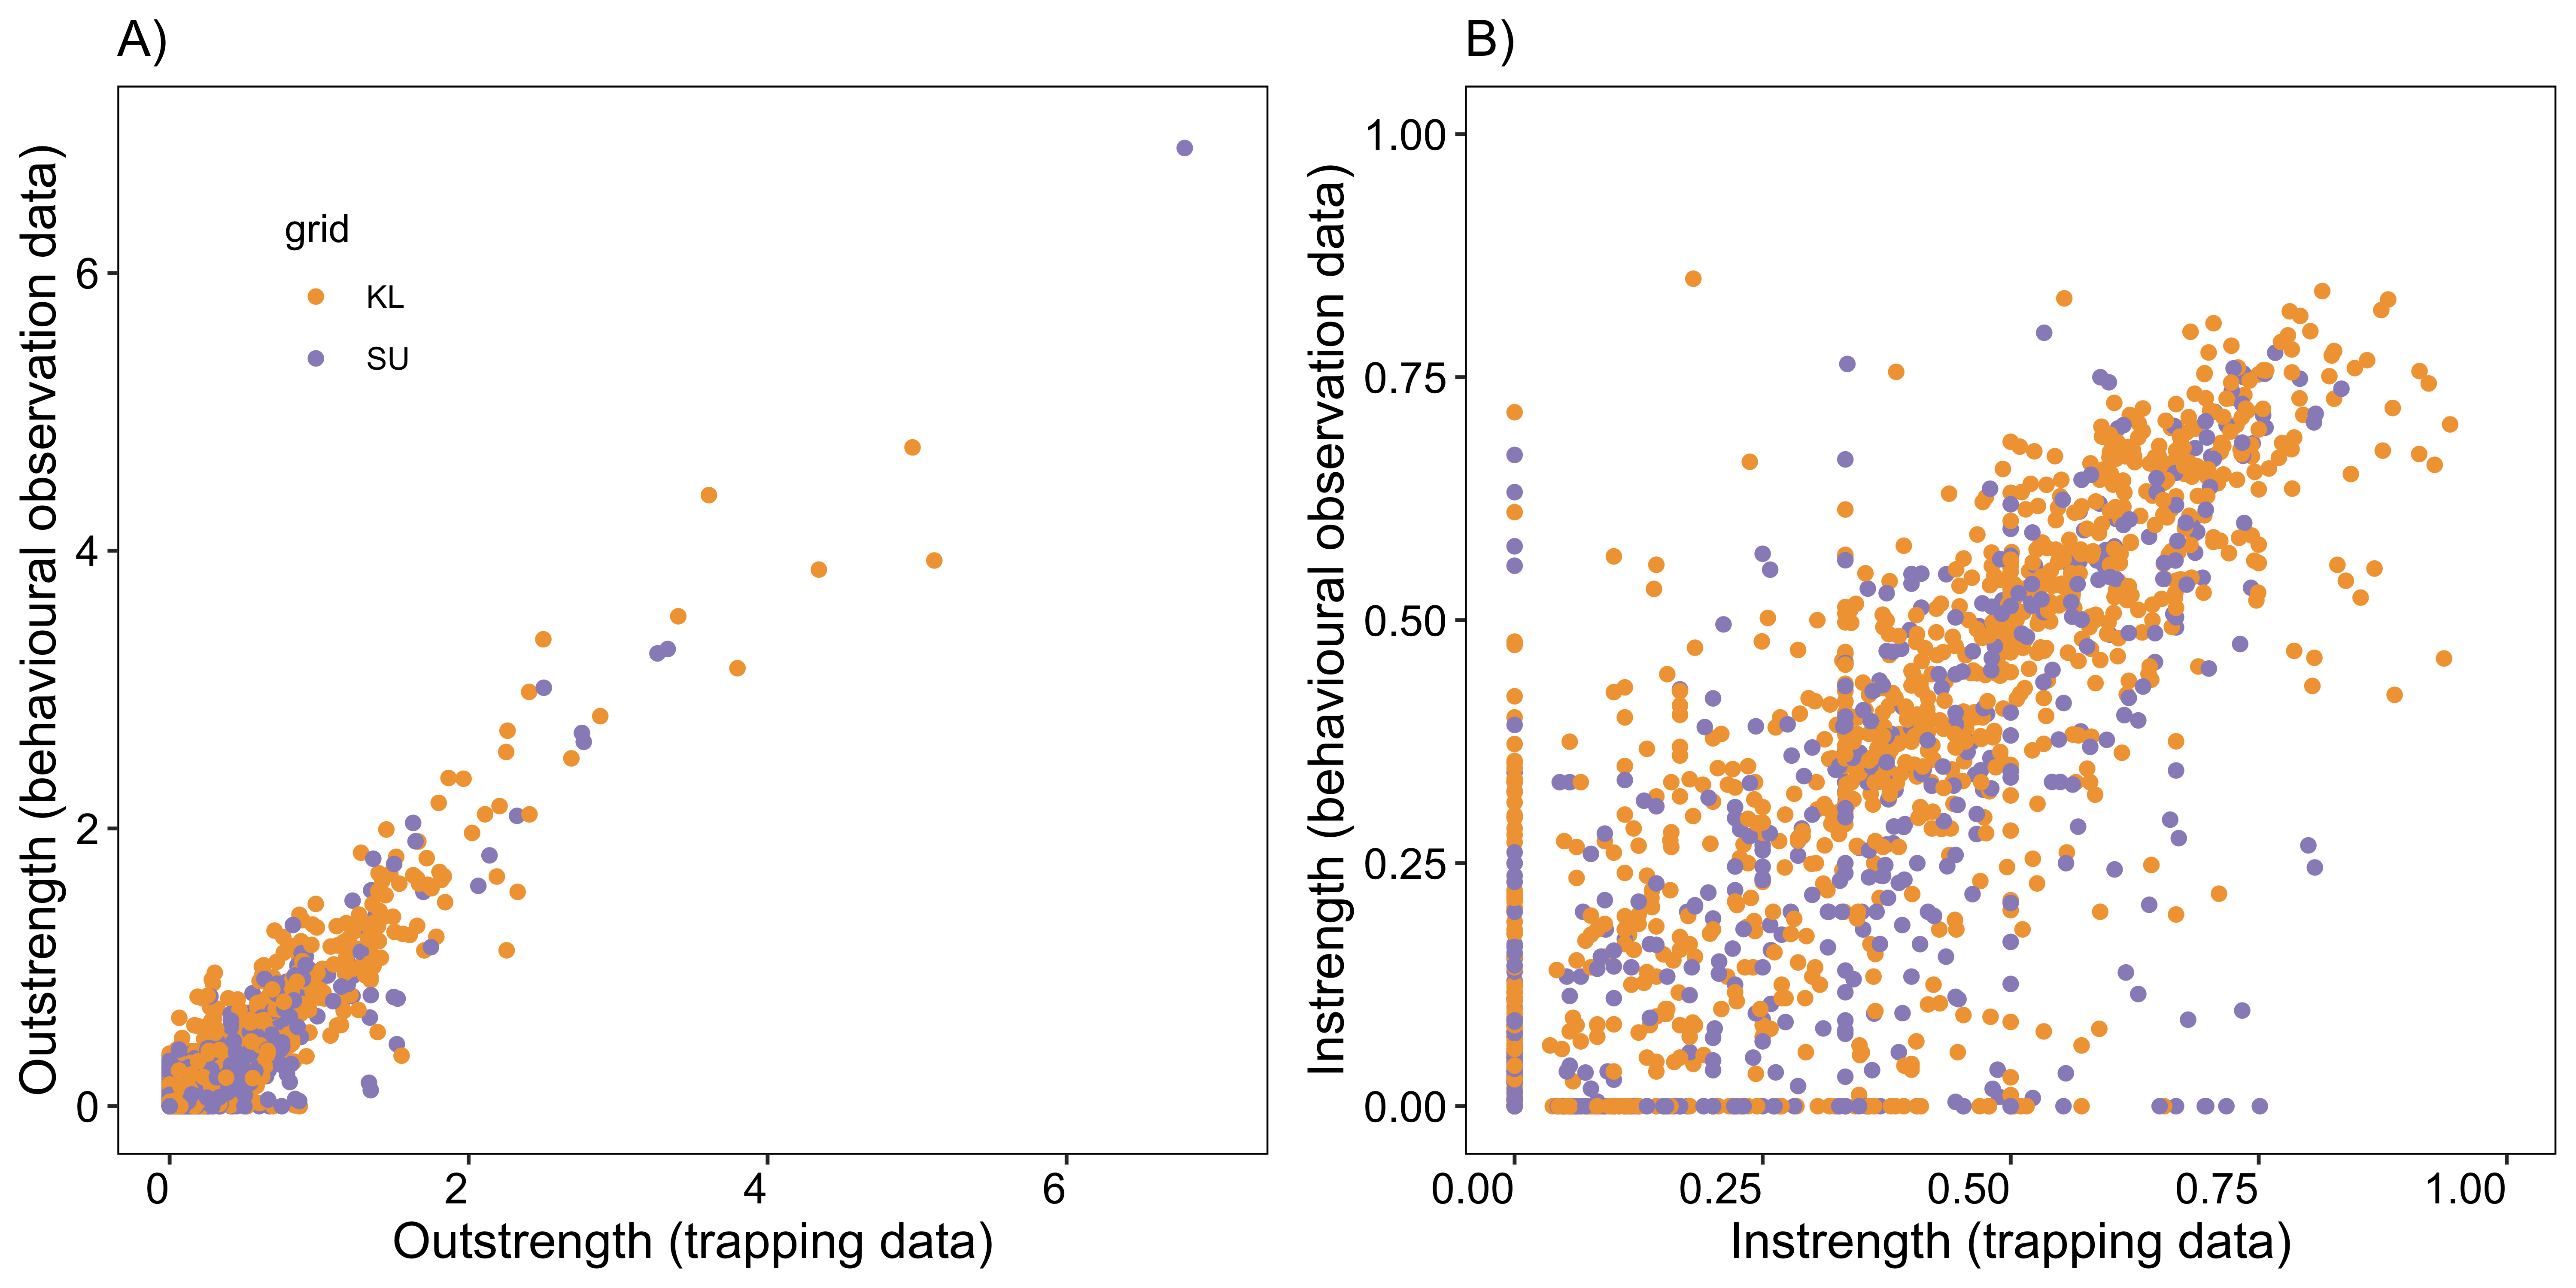 A)
Outstrength (behavioural observation data)
6
4
2
0
grid
KL
SU
0 2 4 6
Outstrength (trapping data)
B)
Instrength (behavioural observation data)
1.00
0.75
0.50
0.25
0.00
0.00 0.25 0.50 0.75 1.00
Instrength (trapping data)